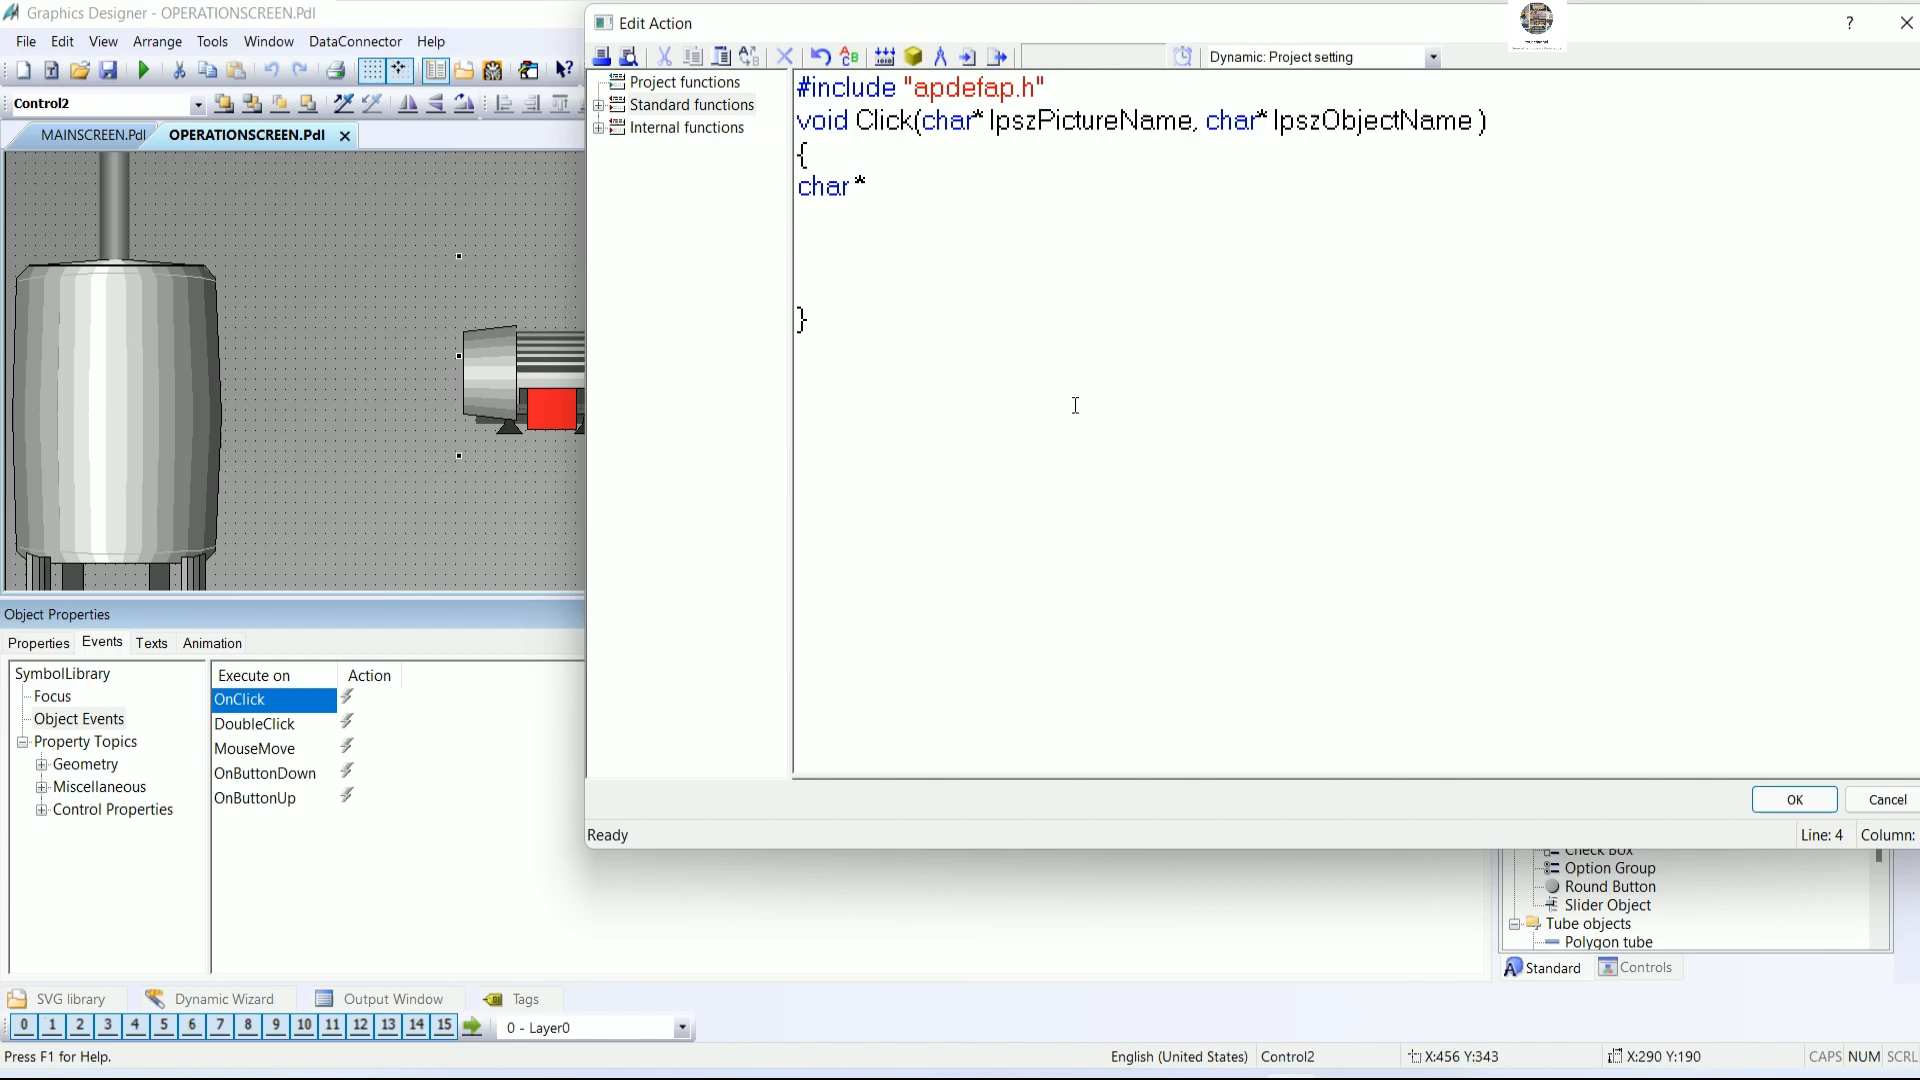 Graphics Designer - OPERATIONSCREEN.Pdl
File Edit View Arrange Tools Window DataConnector Help
Control2
MAINSCREEN.Pdl OPERATIONSCREEN.Pdl
Edit Action
?
Dynamic: Project setting
Project functions
Standard functions
Internal functions
#include "apdefap.h"
void Click(char* lpszPictureName, char* lpszObjectName )
{
char*
}
OK Cancel
Ready
Line: 4 Column:
Object Properties
Properties Events Texts Animation
SymbolLibrary
Focus
Object Events
Property Topics
Geometry
Miscellaneous
Control Properties
Execute on Action
OnClick
DoubleClick
MouseMove
OnButtonDown
OnButtonUp
Check Box
Option Group
Round Button
Slider Object
Tube objects
Polygon tube
Standard Controls
SVG library Dynamic Wizard Output Window Tags
0 1 2 3 4 5 6 7 8 9 10 11 12 13 14 15 0 - Layer0
Press F1 for Help. English (United States) Control2 X:456 Y:343 X:290 Y:190 CAPS NUM SCRL